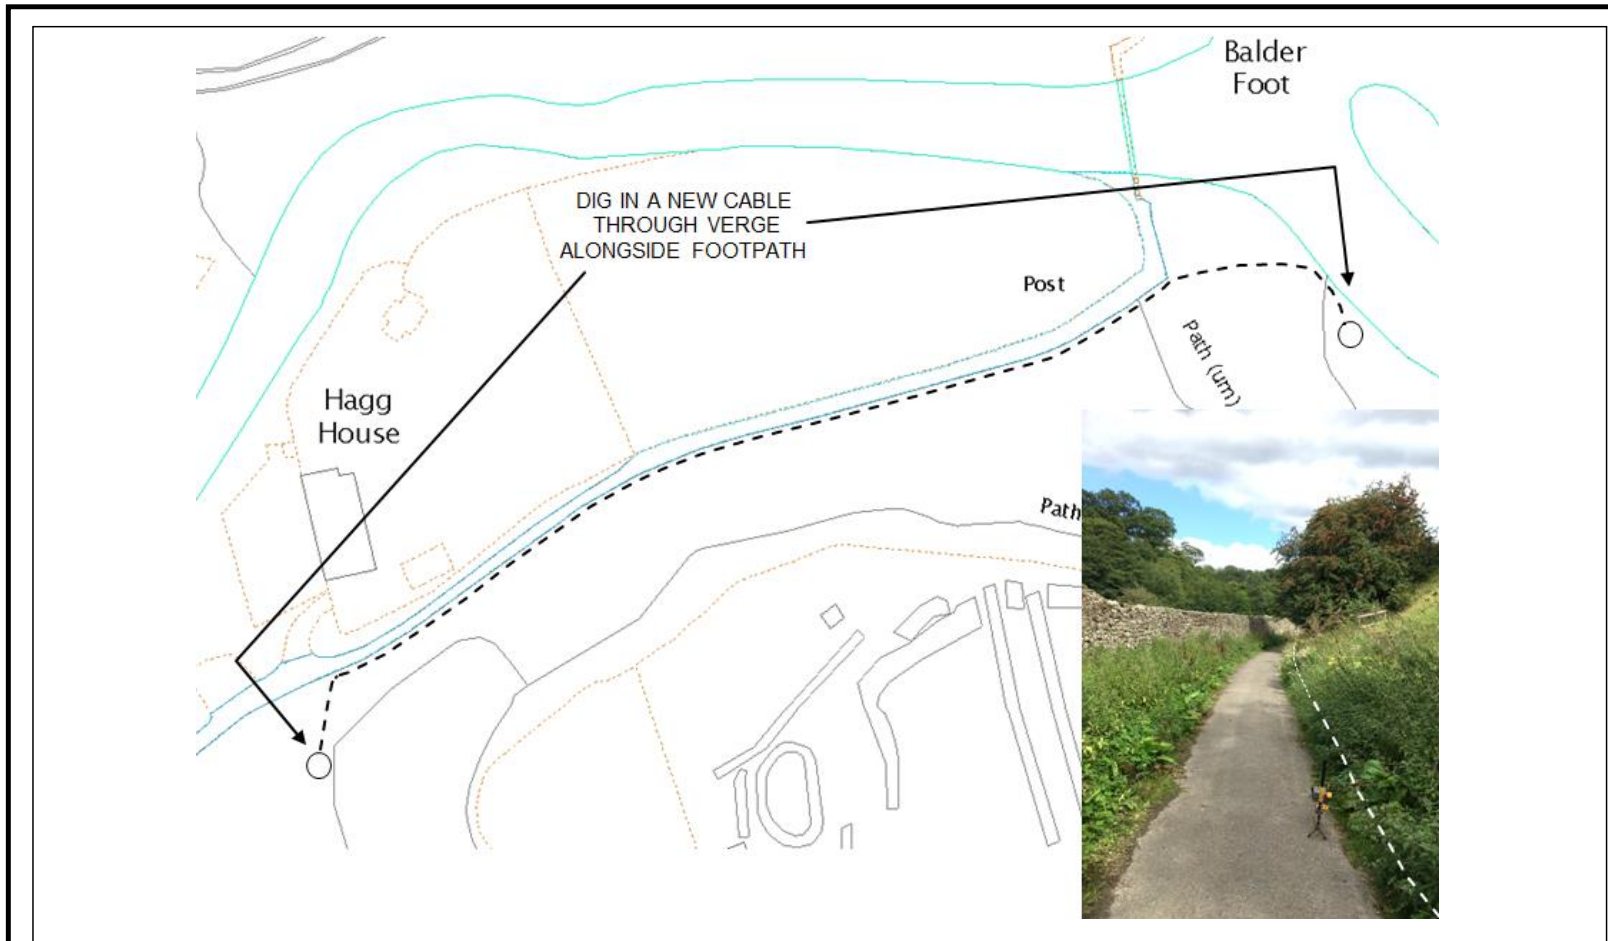 Balder
Foot
DIG IN A NEW CABLE
THROUGH VERGE
ALONGSIDE FOOTPATH
Post
Path (um)
Hagg
House
Path